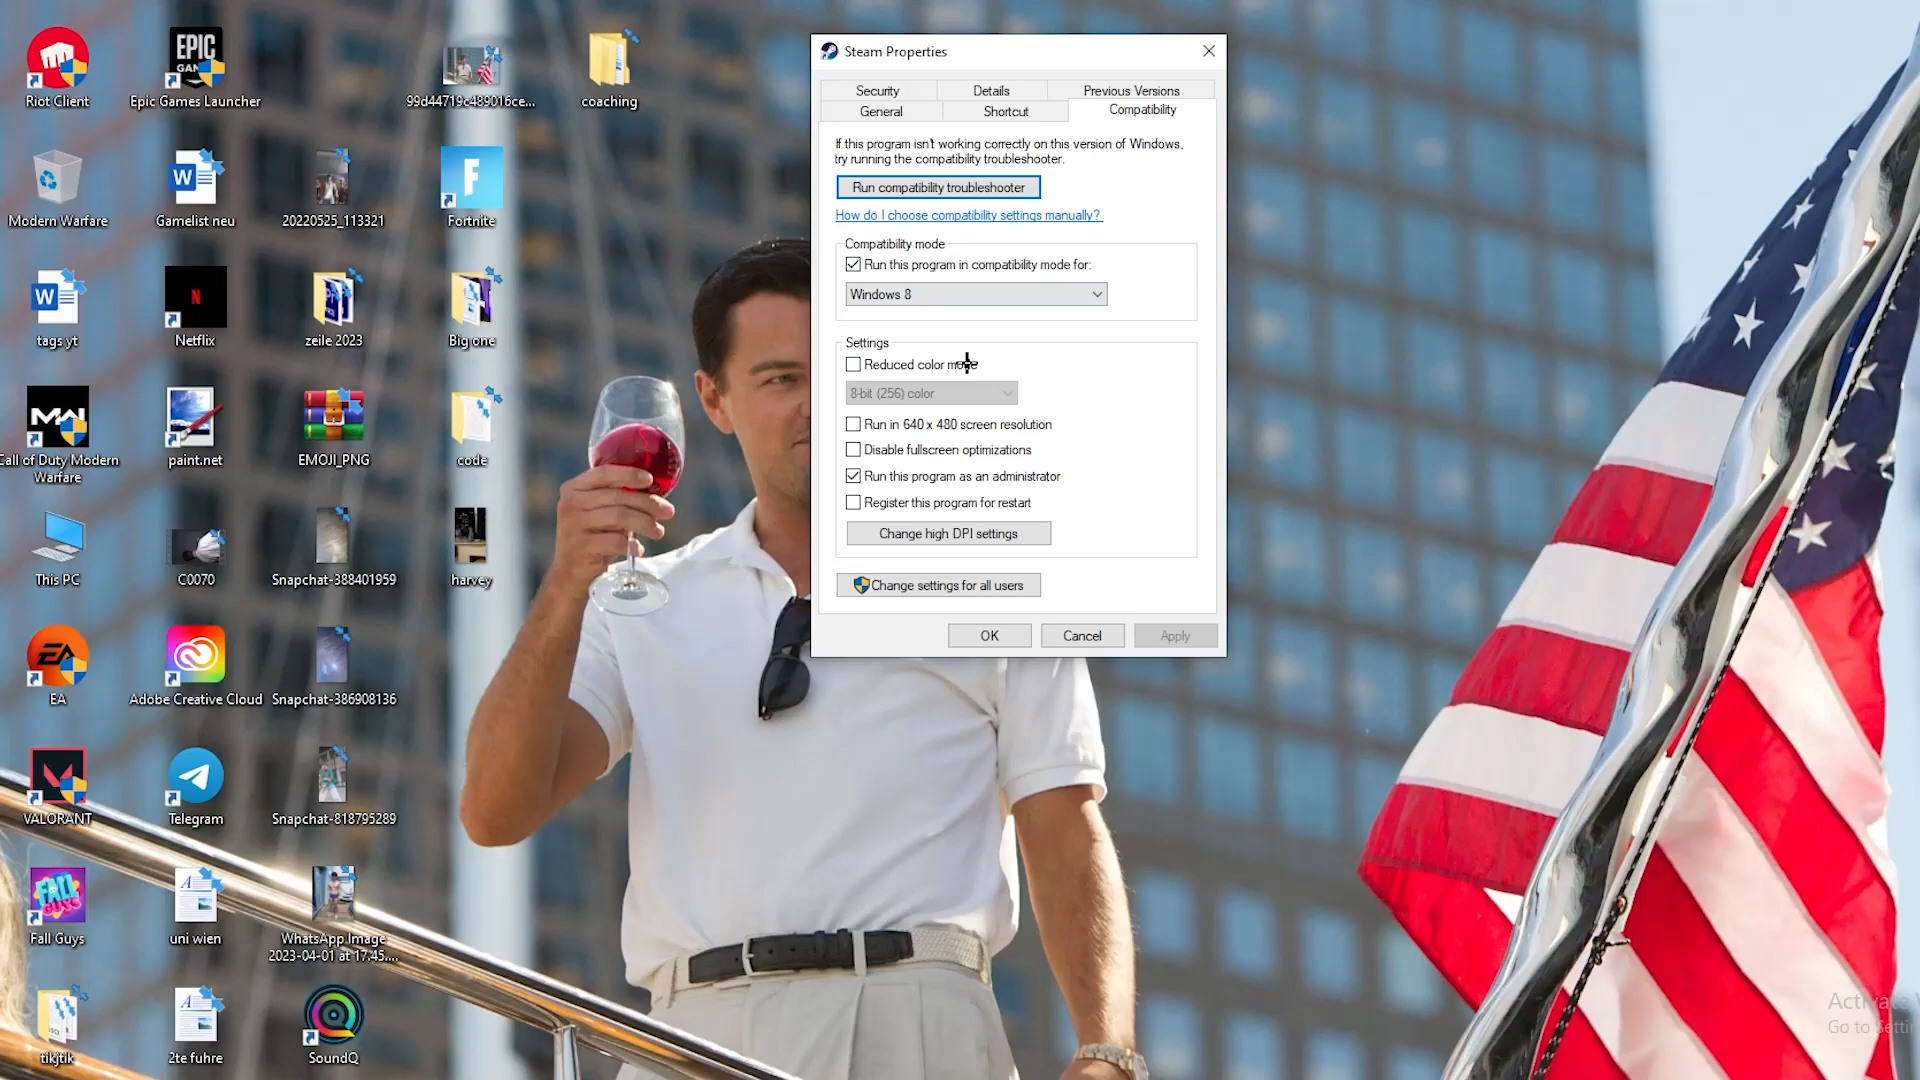 Riot Client
EPIC
Epic Games Launcher
99d44719c489016ce...
coaching
Modern Warfare
W
Gamelist neu
20220525_113321
F
Fortnite
W
tags yt
N
Netflix
zeile 2023
Big one
Call of Duty Modern
Warfare
paint.net
EMOJI_PNG
code
This PC
C0070
Snapchat-388401959
harvey
EA
EA
Adobe Creative Cloud
Snapchat-386908136
VALORANT
Telegram
Snapchat-818795289
FALL
GUYS
Fall Guys
uni wien
WhatsApp Image
2023-04-01 at 17.45....
tikjtik
2te fuhre
SoundQ
Steam Properties
Security
Details
Previous Versions
General
Shortcut
Compatibility
If this program isn't working correctly on this version of Windows,
try running the compatibility troubleshooter.
Run compatibility troubleshooter
How do I choose compatibility settings manually?
Compatibility mode
Run this program in compatibility mode for:
Windows 8
Settings
Reduced color mode
8-bit (256) color
Run in 640 x 480 screen resolution
Disable fullscreen optimizations
Run this program as an administrator
Register this program for restart
Change high DPI settings
Change settings for all users
OK
Cancel
Apply
Activate
Go to Setti